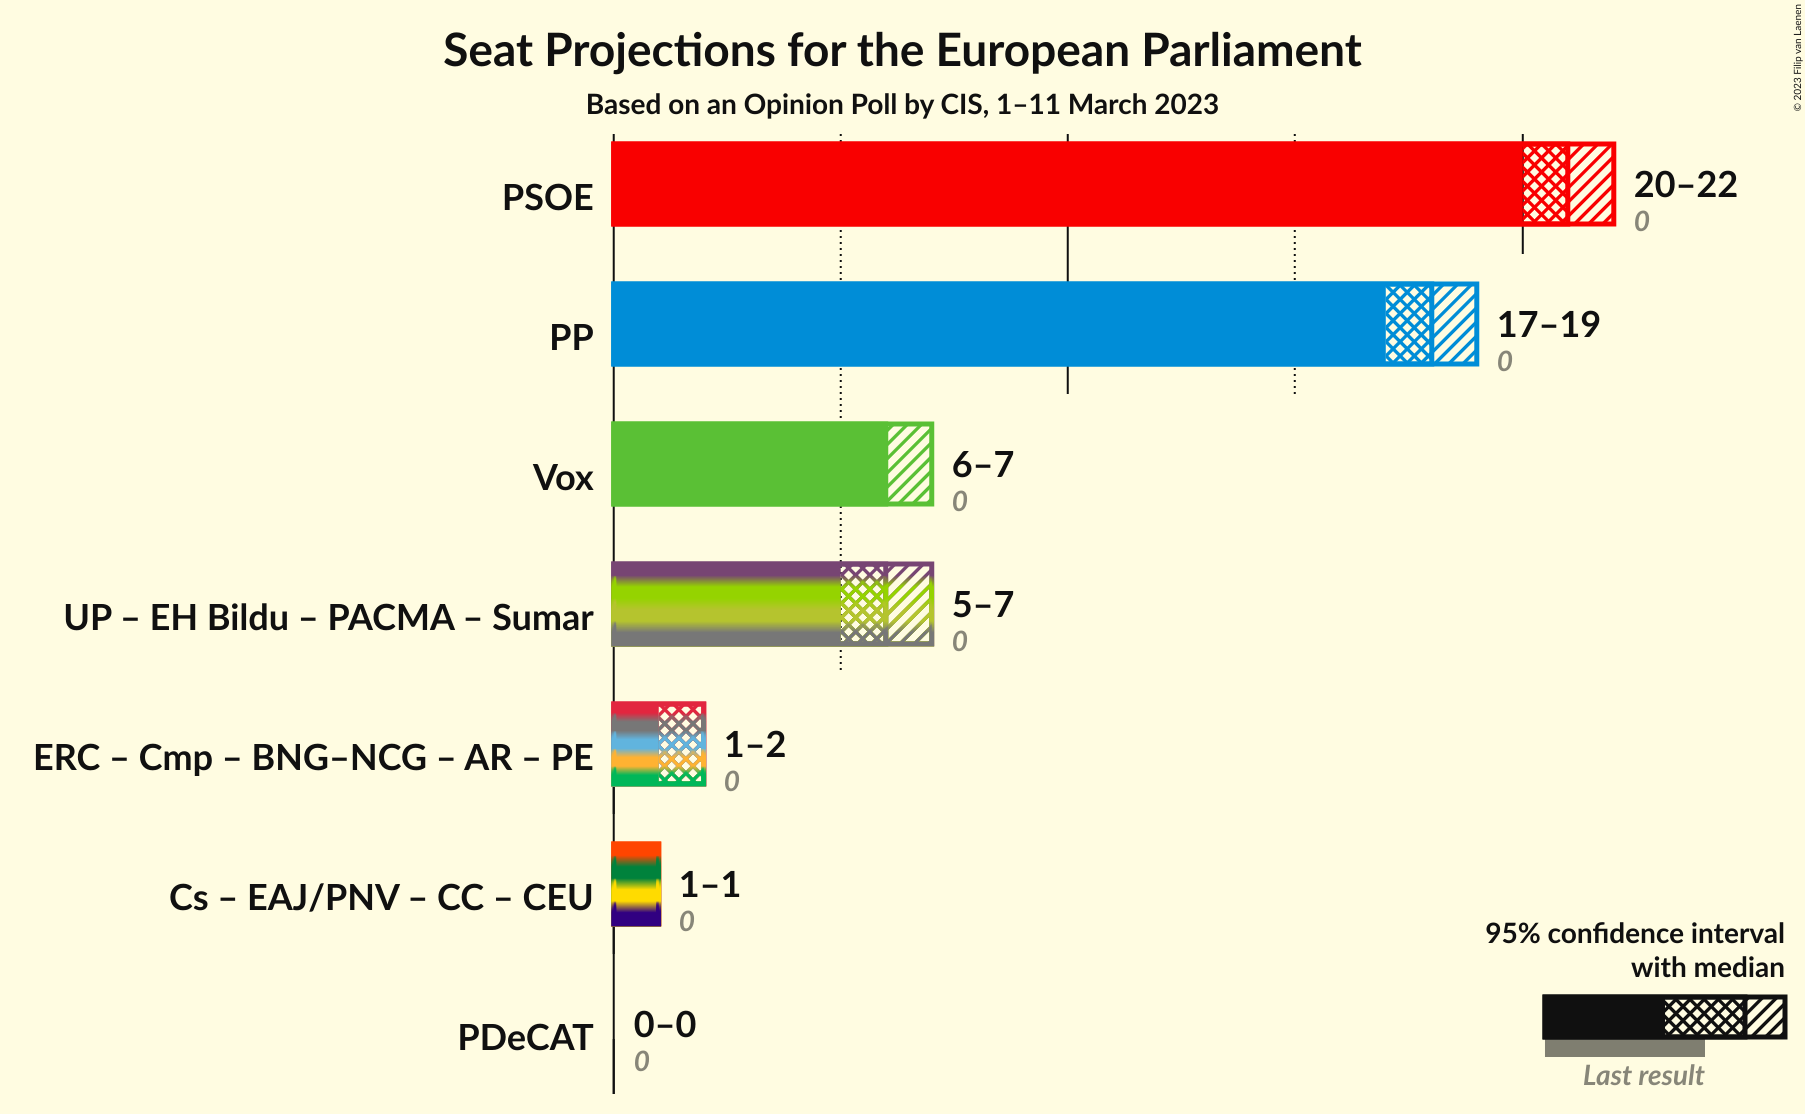 Seat Projections for the European Parliament
Based on an Opinion Poll by CIS, 1–11 March 2023
© 2023 Filip van Laenen
PSOE
20–22
0
PP
17–19
0
Vox
6–7
0
UP – EH Bildu – PACMA – Sumar
5–7
0
ERC – Cmp – BNG–NCG – AR – PE
1–2
0
Cs – EAJ/PNV – CC – CEU
1–1
0
PDeCAT
0–0
0
95% confidence interval
with median
Last result